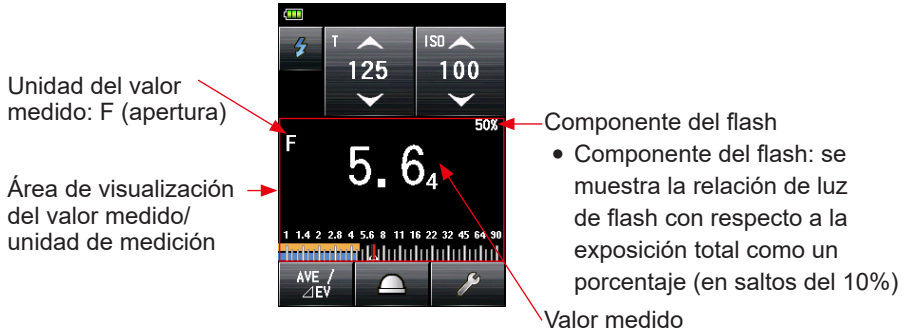 T
ISO
125
100
50%
F
5.6₄
1 1.4 2 2.8 4 5.6 8 11 16 22 32 45 64 90
AVE /
⊿EV
Unidad del valor
medido: F (apertura)
Área de visualización
del valor medido/
unidad de medición
Componente del flash
• Componente del flash: se
muestra la relación de luz
de flash con respecto a la
exposición total como un
porcentaje (en saltos del 10%)
Valor medido